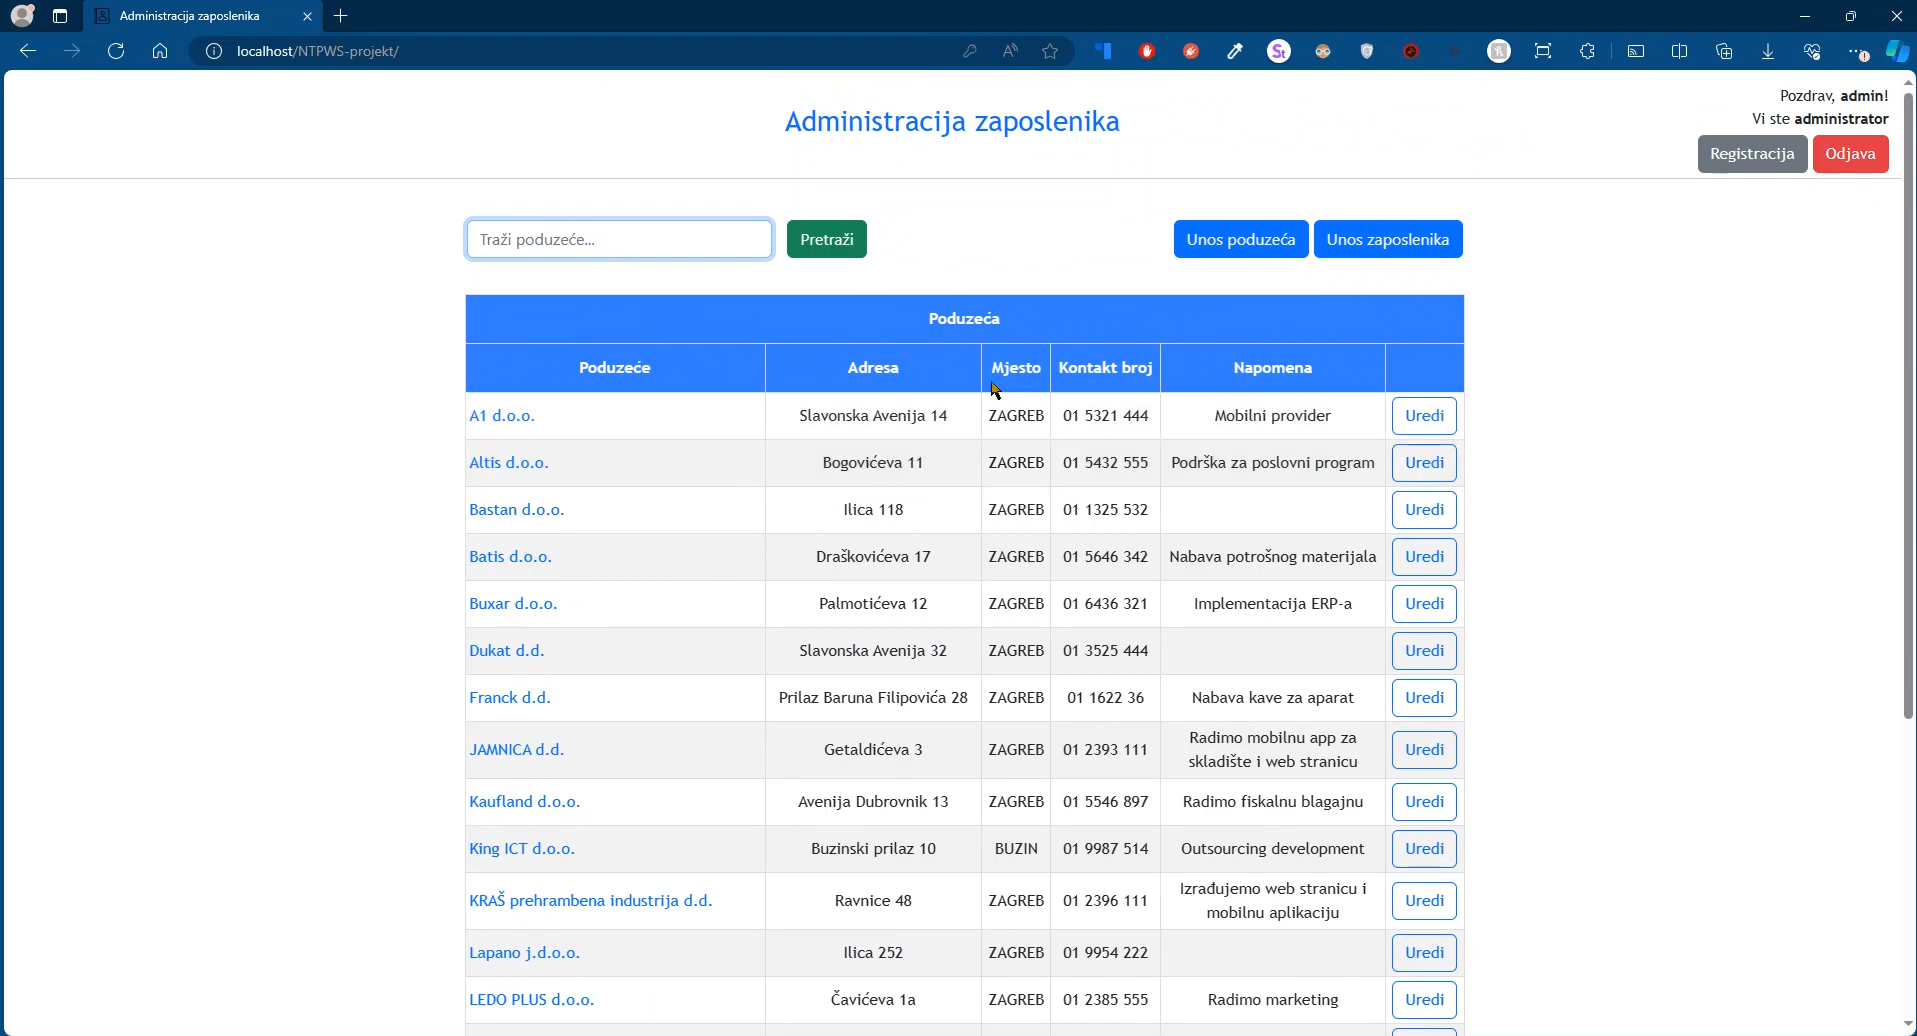 Administracija zaposlenika
localhost/NTPWS-projekt/
Pozdrav, admin!
Vi ste administrator
Administracija zaposlenika
Registracija Odjava
Traži poduzeće... Pretraži Unos poduzeća Unos zaposlenika
Poduzeća
Poduzeće Adresa Mjesto Kontakt broj Napomena
A1 d.o.o. Slavonska Avenija 14 ZAGREB 01 5321 444 Mobilni provider Uredi
Altis d.o.o. Bogovićeva 11 ZAGREB 01 5432 555 Podrška za poslovni program Uredi
Bastan d.o.o. Ilica 118 ZAGREB 01 1325 532 Uredi
Batis d.o.o. Draškovićeva 17 ZAGREB 01 5646 342 Nabava potrošnog materijala Uredi
Buxar d.o.o. Palmotićeva 12 ZAGREB 01 6436 321 Implementacija ERP-a Uredi
Dukat d.d. Slavonska Avenija 32 ZAGREB 01 3525 444 Uredi
Franck d.d. Prilaz Baruna Filipovića 28 ZAGREB 01 1622 36 Nabava kave za aparat Uredi
JAMNICA d.d. Getaldićeva 3 ZAGREB 01 2393 111 Radimo mobilnu app za
skladište i web stranicu Uredi
Kaufland d.o.o. Avenija Dubrovnik 13 ZAGREB 01 5546 897 Radimo fiskalnu blagajnu Uredi
King ICT d.o.o. Buzinski prilaz 10 BUZIN 01 9987 514 Outsourcing development Uredi
KRAŠ prehrambena industrija d.d. Ravnice 48 ZAGREB 01 2396 111 Izrađujemo web stranicu i
mobilnu aplikaciju Uredi
Lapano j.d.o.o. Ilica 252 ZAGREB 01 9954 222 Uredi
LEDO PLUS d.o.o. Čavićeva 1a ZAGREB 01 2385 555 Radimo marketing Uredi